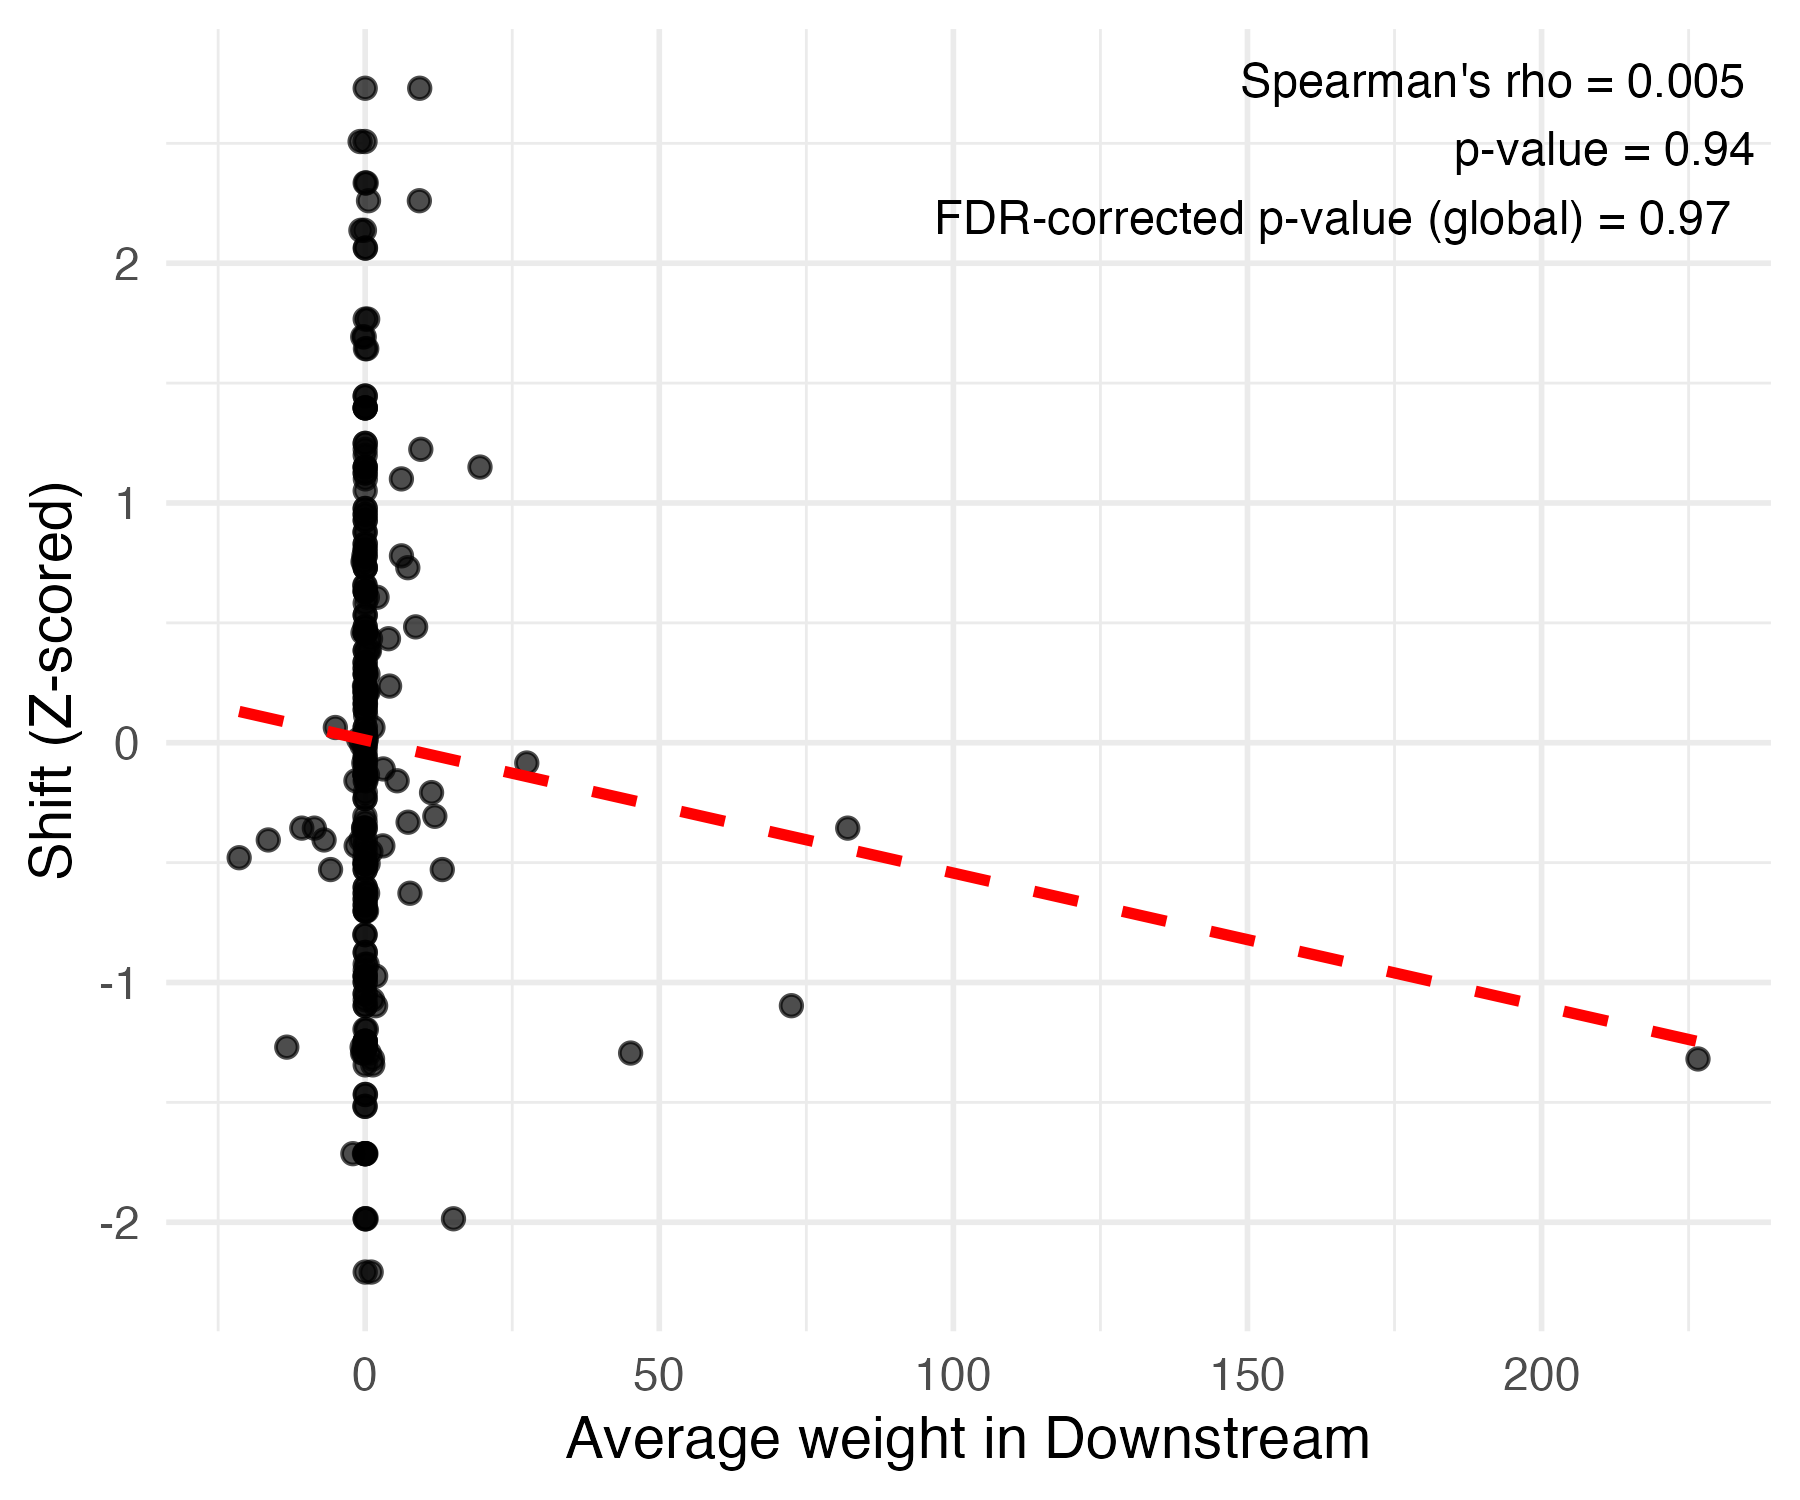 Spearman's rho = 0.005
p-value = 0.94
FDR-corrected p-value (global) = 0.97
2
1
0
-1
-2
Shift (Z-scored)
0 50 100 150 200
Average weight in Downstream